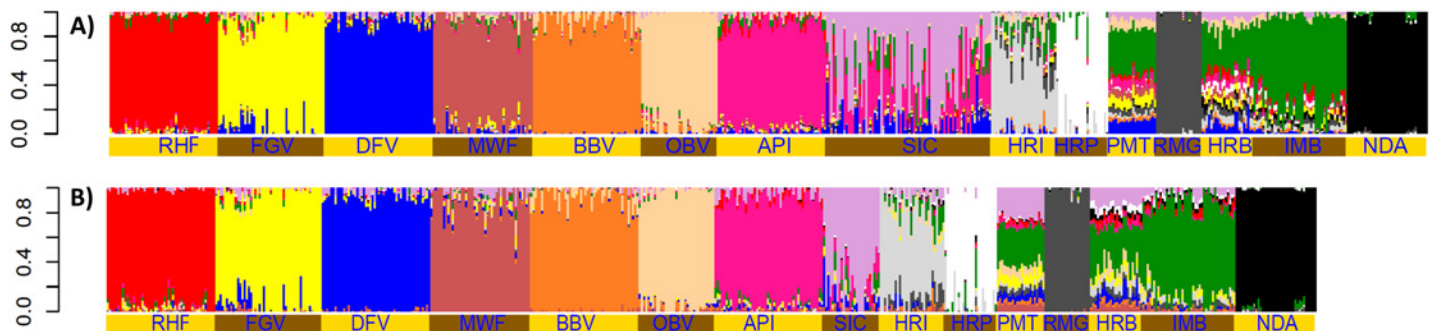 A)
0.0 0.4 0.8
RHF FGV DFV MWF BBV OBV API SIC HRI HRP PMT RMG HRB IMB NDA
B)
0.0 0.4 0.8
RHF FGV DFV MWF BBV OBV API SIC HRI HRP PMT RMG HRB IMB NDA